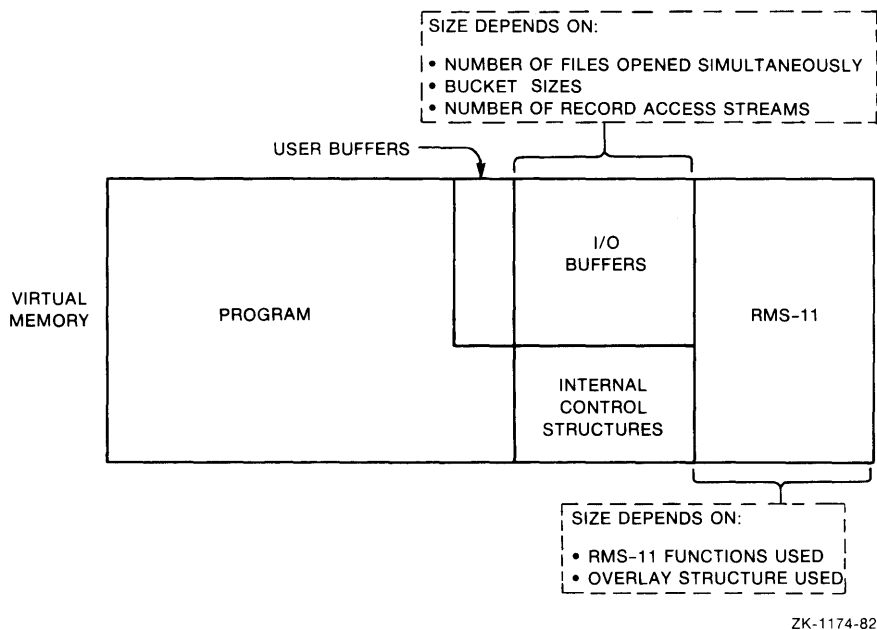 SIZE DEPENDS ON:
• NUMBER OF FILES OPENED SIMULTANEOUSLY
• BUCKET SIZES
• NUMBER OF RECORD ACCESS STREAMS
USER BUFFERS
I/O
BUFFERS
VIRTUAL
MEMORY
PROGRAM
RMS-11
INTERNAL
CONTROL
STRUCTURES
SIZE DEPENDS ON:
• RMS-11 FUNCTIONS USED
• OVERLAY STRUCTURE USED
ZK-1174-82